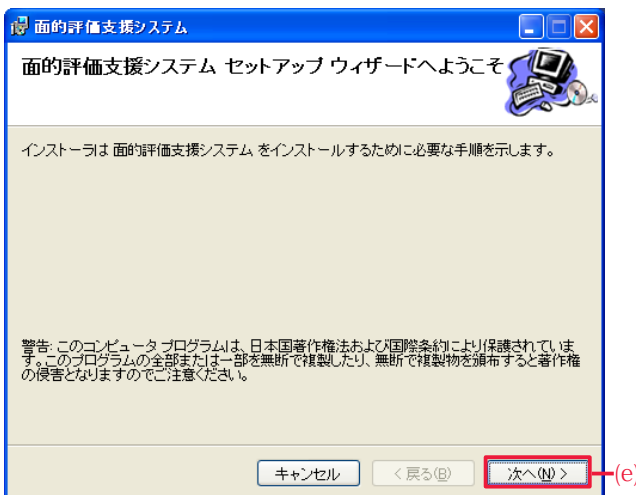 面的評価支援システム
面的評価支援システム セットアップ ウィザードへようこそ
インストーラは 面的評価支援システム をインストールするために必要な手順を示します。
警告: このコンピュータ プログラムは、日本国著作権法および国際条約により保護されていま
す。このプログラムの全部または一部を無断で複製したり、無断で複製物を頒布すると著作権
の侵害となりますのでご注意ください。
キャンセル
< 戻る(B)
次へ(N) >
(e)